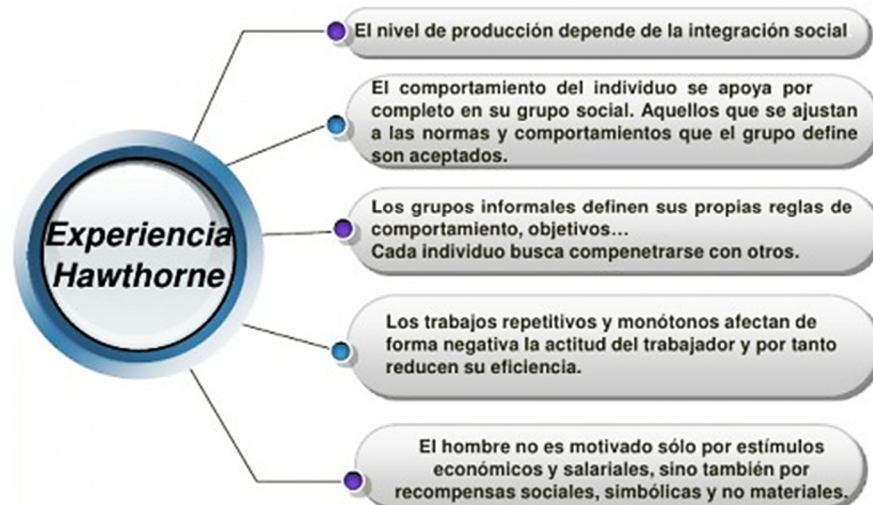 Experiencia
Hawthorne
El nivel de producción depende de la integración social
El comportamiento del individuo se apoya por
completo en su grupo social. Aquellos que se ajustan
a las normas y comportamientos que el grupo define
son aceptados.
Los grupos informales definen sus propias reglas de
comportamiento, objetivos...
Cada individuo busca compenetrarse con otros.
Los trabajos repetitivos y monótonos afectan de
forma negativa la actitud del trabajador y por tanto
reducen su eficiencia.
El hombre no es motivado sólo por estímulos
económicos y salariales, sino también por
recompensas sociales, simbólicas y no materiales.